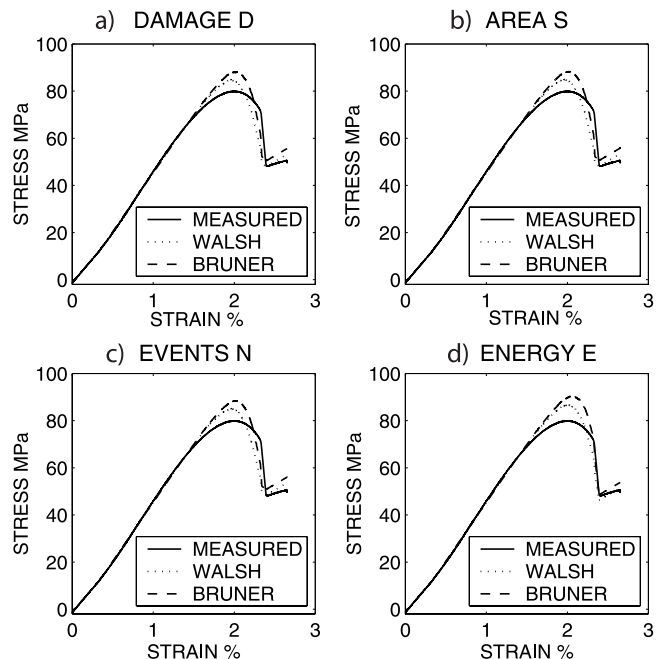 a) DAMAGE D
100
80
60
40
20
0
STRESS MPa
MEASURED
WALSH
BRUNER
0 1 2 3
STRAIN %
b) AREA S
100
80
60
40
20
0
STRESS MPa
MEASURED
WALSH
BRUNER
0 1 2 3
STRAIN %
c) EVENTS N
100
80
60
40
20
0
STRESS MPa
MEASURED
WALSH
BRUNER
0 1 2 3
STRAIN %
d) ENERGY E
100
80
60
40
20
0
STRESS MPa
MEASURED
WALSH
BRUNER
0 1 2 3
STRAIN %